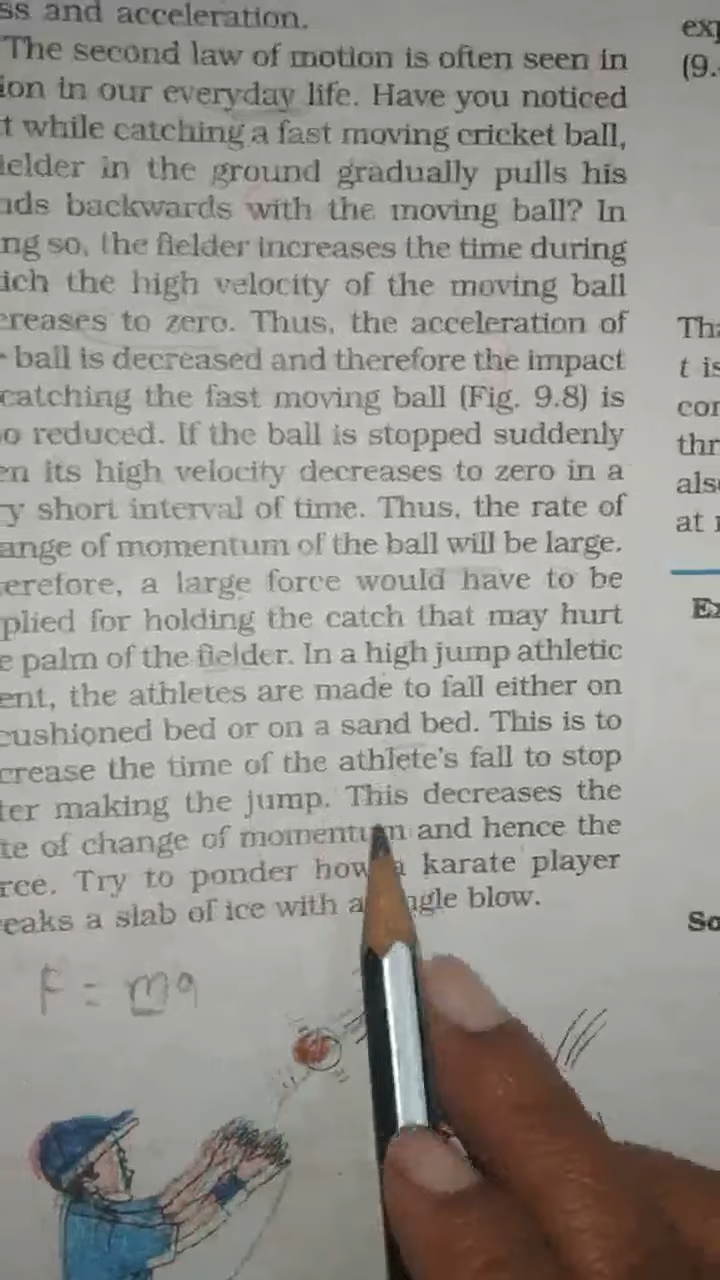 ss and acceleration.
The second law of motion is often seen in
ion in our everyday life. Have you noticed
t while catching a fast moving cricket ball,
ielder in the ground gradually pulls his
nds backwards with the moving ball? In
ng so, the fielder increases the time during
ich the high velocity of the moving ball
creases to zero. Thus, the acceleration of
ball is decreased and therefore the impact
catching the fast moving ball (Fig. 9.8) is
o reduced. If the ball is stopped suddenly
en its high velocity decreases to zero in a
y short interval of time. Thus, the rate of
ange of momentum of the ball will be large.
erefore, a large force would have to be
plied for holding the catch that may hurt
e palm of the fielder. In a high jump athletic
ent, the athletes are made to fall either on
cushioned bed or on a sand bed. This is to
crease the time of the athlete's fall to stop
ter making the jump. This decreases the
te of change of momentum and hence the
rce. Try to ponder how a karate player
eaks a slab of ice with a ngle blow.
F = ma
exp
(9.
Tha
t is
con
thr
als
at
Ex
So